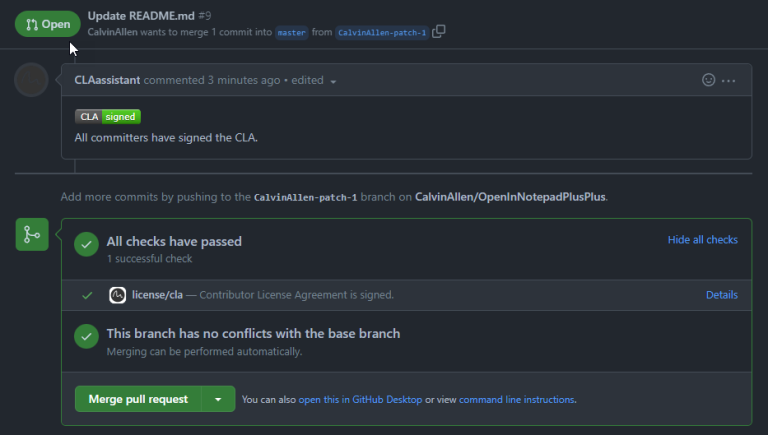 Open
Update README.md #9
CalvinAllen wants to merge 1 commit into master from CalvinAllen-patch-1
CLAassistant commented 3 minutes ago • edited
CLA signed
All committers have signed the CLA.
Add more commits by pushing to the CalvinAllen-patch-1 branch on CalvinAllen/OpenInNotepadPlusPlus.
All checks have passed
Hide all checks
1 successful check
license/cla — Contributor License Agreement is signed.
Details
This branch has no conflicts with the base branch
Merging can be performed automatically.
Merge pull request
You can also open this in GitHub Desktop or view command line instructions.